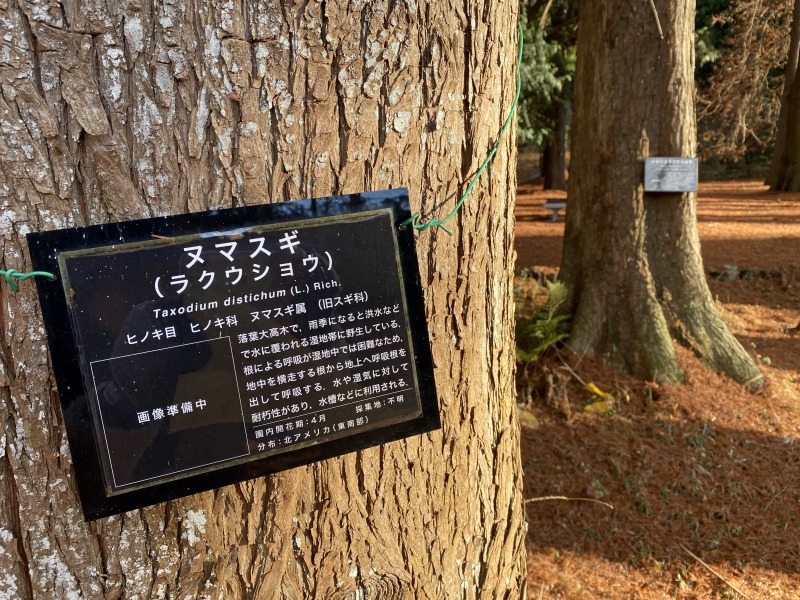 ヌマスギ
(ラクウショウ)
Taxodium distichum (L.) Rich.
ヒノキ目 ヒノキ科 ヌマスギ属 (旧スギ科)
落葉大高木で，雨季になると洪水など
で水に覆われる湿地帯に野生している．
根による呼吸が湿地中では困難なため，
地中を横走する根から地上へ呼吸根を
出して呼吸する．水や湿気に対して
耐朽性があり，水槽などに利用される．
画像準備中
園内開花期：4月 採集地：不明
分布：北アメリカ(東南部)